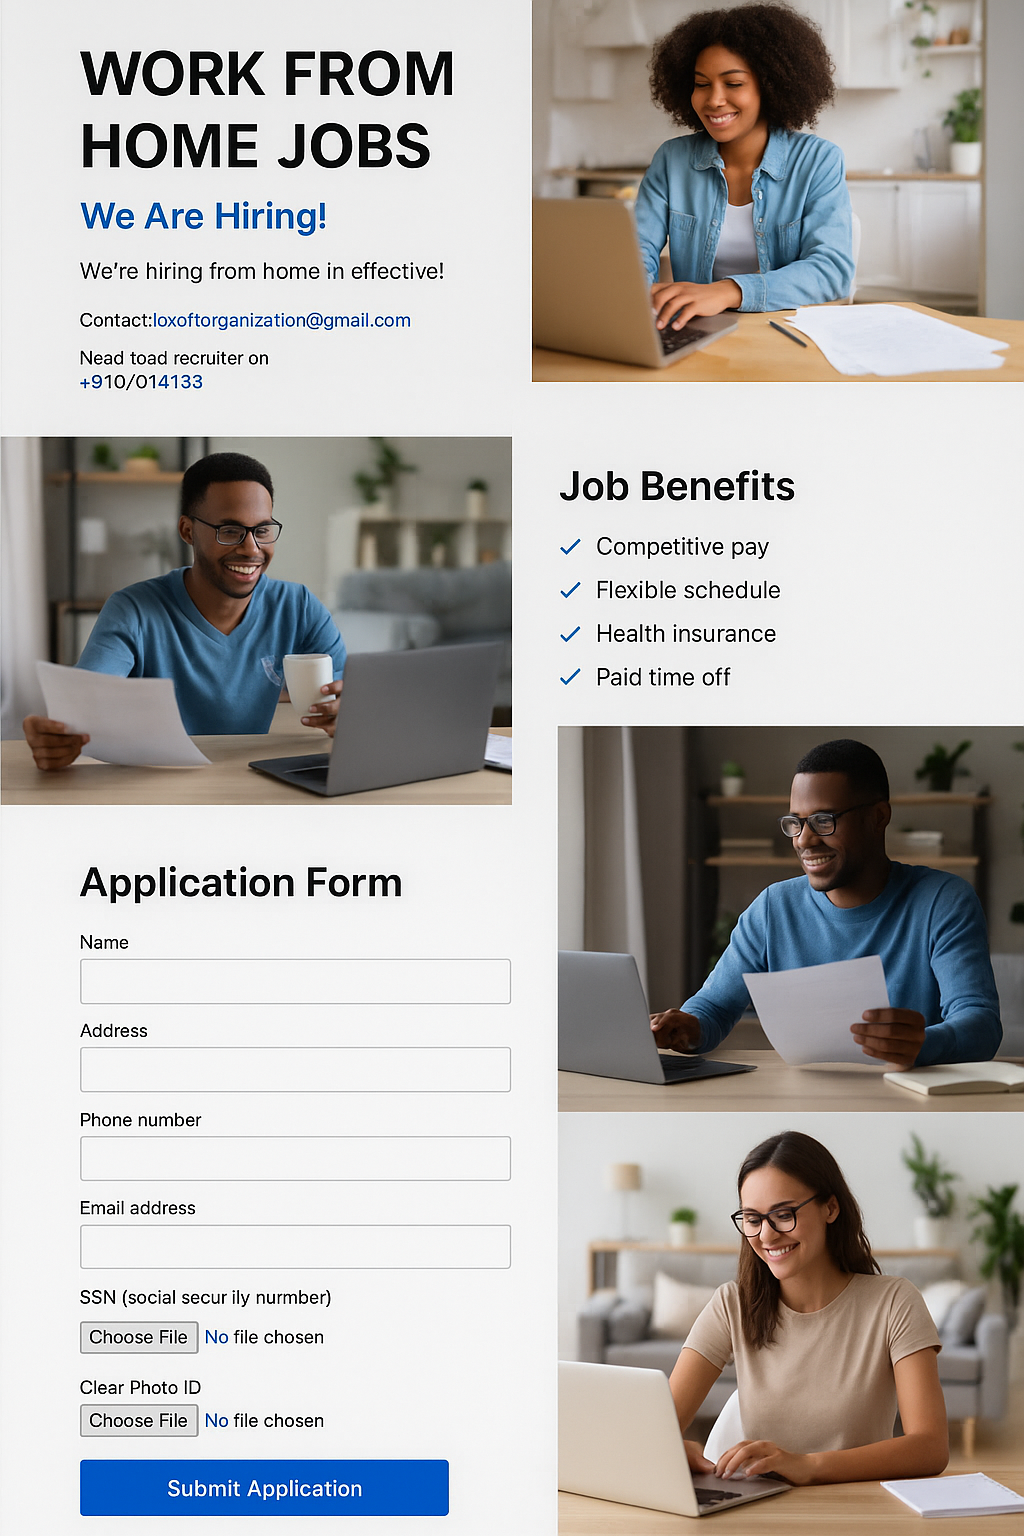 WORK FROM
HOME JOBS
We Are Hiring!
We're hiring from home in effective!
Contact:loxoftorganization@gmail.com
Nead toad recruiter on
+910/014133
Job Benefits
✓ Competitive pay
✓ Flexible schedule
✓ Health insurance
✓ Paid time off
Application Form
Name
Address
Phone number
Email address
SSN (social secur ily nurmber)
Choose File No file chosen
Clear Photo ID
Choose File No file chosen
Submit Application